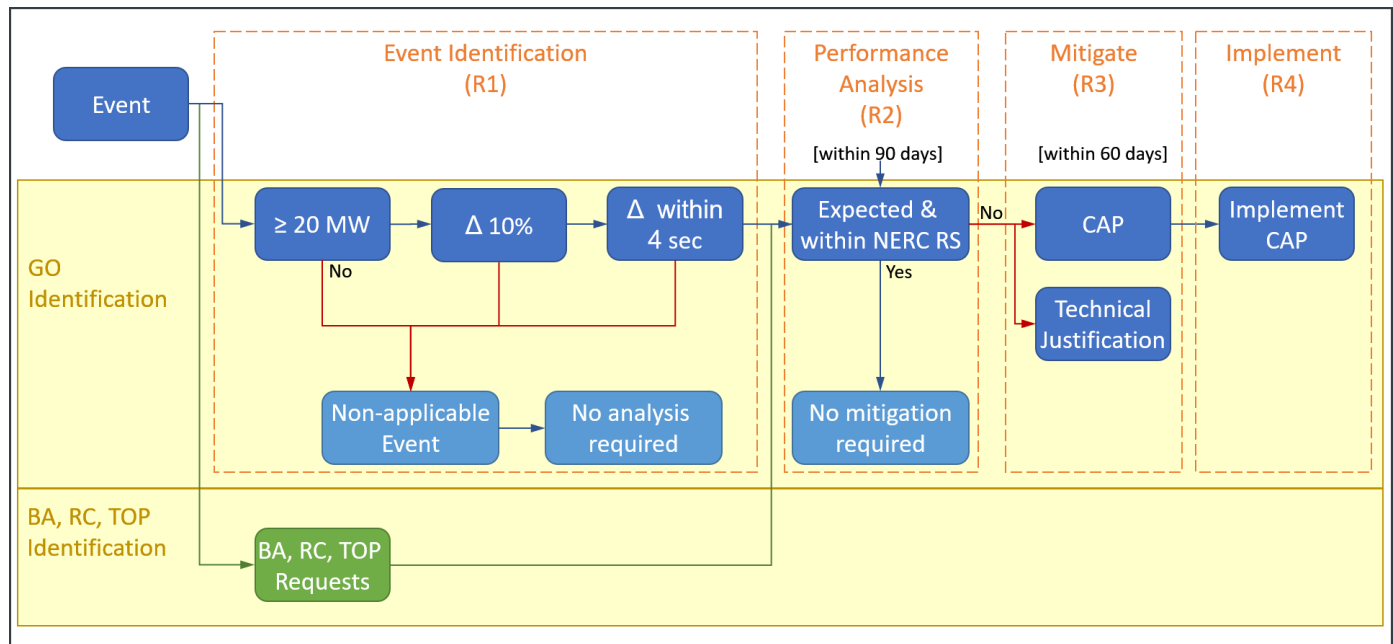 Event Identification
(R1)
Performance
Analysis
(R2)
Mitigate
(R3)
Implement
(R4)
Event
[within 90 days]
[within 60 days]
GO
Identification
≥ 20 MW
Δ 10%
Δ within
4 sec
Expected &
within NERC RS
No
CAP
Implement
CAP
No
Yes
Technical
Justification
Non-applicable
Event
No analysis
required
No mitigation
required
BA, RC, TOP
Identification
BA, RC, TOP
Requests